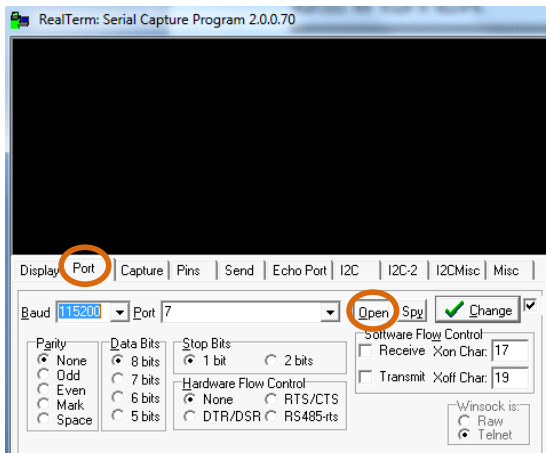 RealTerm: Serial Capture Program 2.0.0.70
Display Port Capture Pins Send Echo Port I2C I2C-2 I2CMisc Misc
Baud 115200 Port 7 Open Spy Change
Parity
None
Odd
Even
Mark
Space
Data Bits
8 bits
7 bits
6 bits
5 bits
Stop Bits
1 bit 2 bits
Hardware Flow Control
None RTS/CTS
DTR/DSR RS485-rts
Software Flow Control
Receive Xon Char: 17
Transmit Xoff Char: 19
Winsock is:
Raw
Telnet